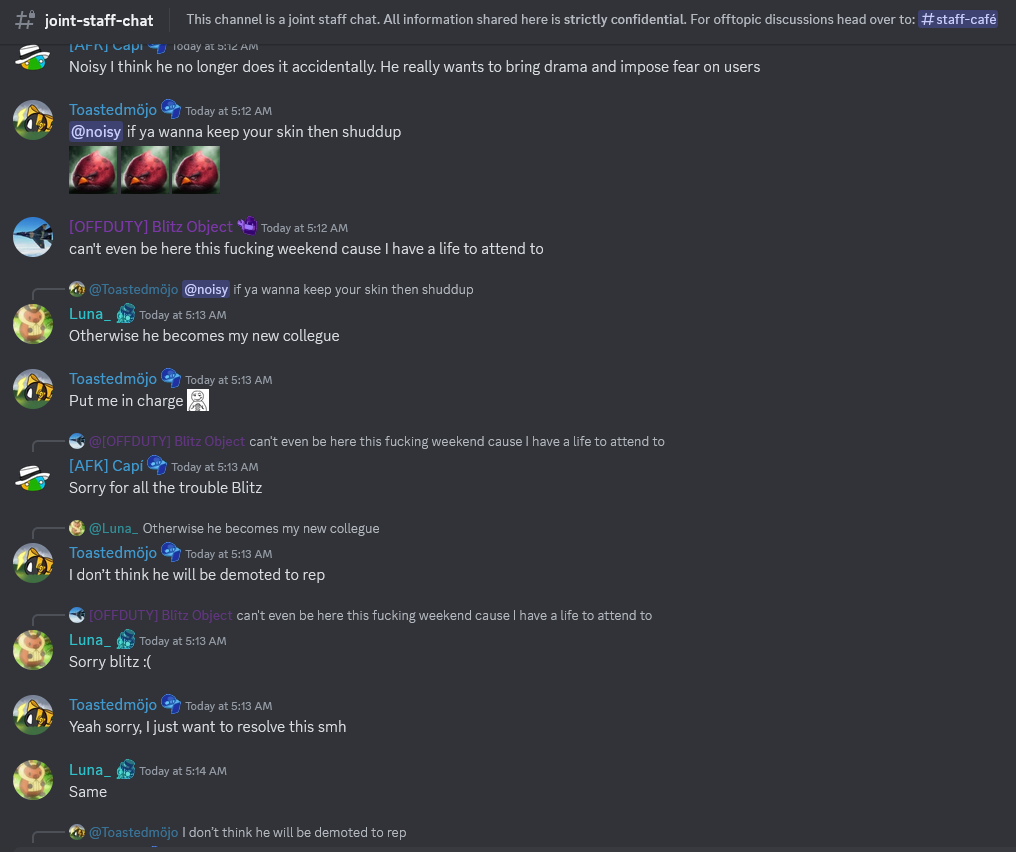 joint-staff-chat
This channel is a joint staff chat. All information shared here is strictly confidential. For offtopic discussions head over to: #staff-café
[AFK] Capí Today at 5:12 AM
Noisy I think he no longer does it accidentally. He really wants to bring drama and impose fear on users
Toastedmöjo Today at 5:12 AM
@noisy if ya wanna keep your skin then shuddup
[OFFDUTY] Blîtz Object Today at 5:12 AM
can't even be here this fucking weekend cause I have a life to attend to
@Toastedmöjo @noisy if ya wanna keep your skin then shuddup
Luna_ Today at 5:13 AM
Otherwise he becomes my new collegue
Toastedmöjo Today at 5:13 AM
Put me in charge
@[OFFDUTY] Blîtz Object can't even be here this fucking weekend cause I have a life to attend to
[AFK] Capí Today at 5:13 AM
Sorry for all the trouble Blitz
@Luna_ Otherwise he becomes my new collegue
Toastedmöjo Today at 5:13 AM
I don’t think he will be demoted to rep
[OFFDUTY] Blîtz Object can't even be here this fucking weekend cause I have a life to attend to
Luna_ Today at 5:13 AM
Sorry blitz :(
Toastedmöjo Today at 5:13 AM
Yeah sorry, I just want to resolve this smh
Luna_ Today at 5:14 AM
Same
@Toastedmöjo I don’t think he will be demoted to rep